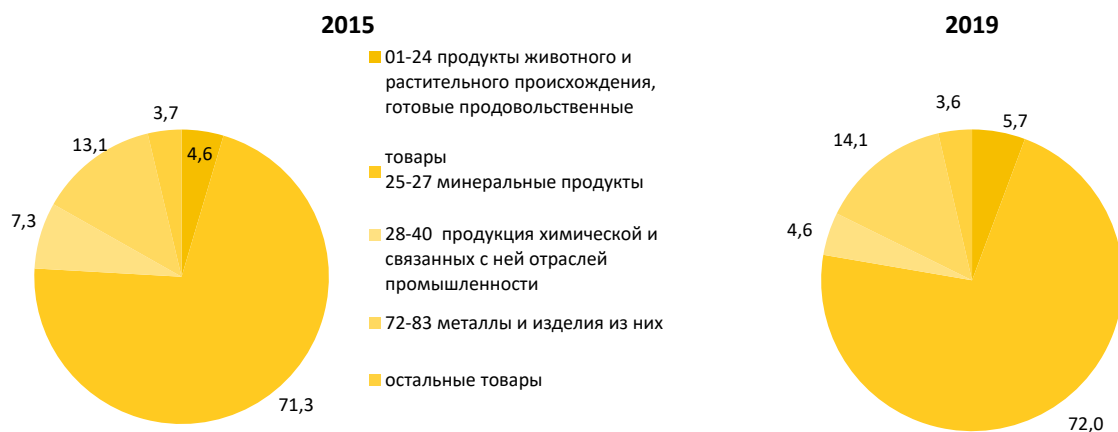 2015
2019
01-24 продукты животного и
растительного происхождения,
готовые продовольственные
товары
25-27 минеральные продукты
28-40 продукция химической и
связанных с ней отраслей
промышленности
72-83 металлы и изделия из них
остальные товары
3,7
4,6
13,1
7,3
71,3
3,6
5,7
14,1
4,6
72,0